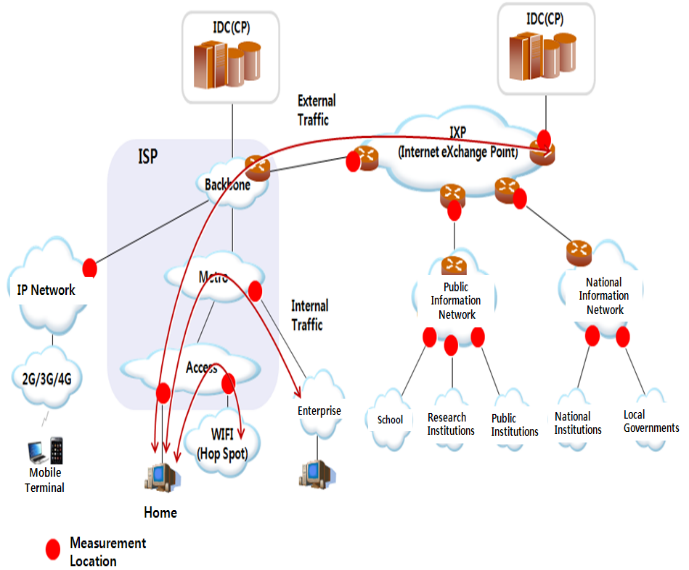 IDC(CP)
IDC(CP)
External
Traffic
IXP
(Internet eXchange Point)
ISP
Backbone
IP Network
Metro
Internal
Traffic
Public
Information
Network
National
Information
Network
2G/3G/4G
Access
Enterprise
School
Research
Institutions
Public
Institutions
National
Institutions
Local
Governments
WIFI
(Hop Spot)
Mobile
Terminal
Home
Measurement
Location